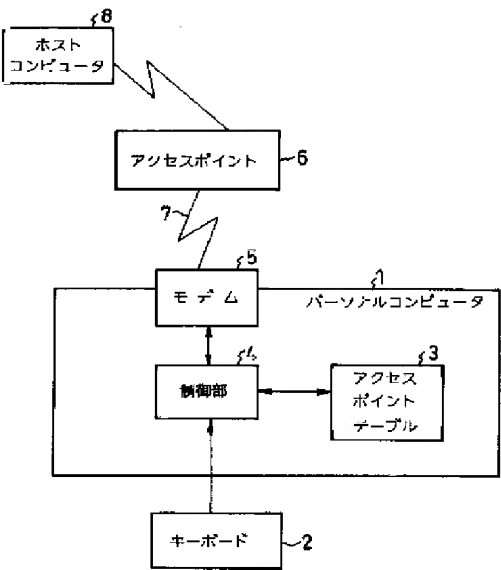 8
ホスト
コンピュータ
アクセスポイント
6
7
5
モデム
1
パーソナルコンピュータ
4
制御部
3
アクセス
ポイント
テーブル
キーボード
2